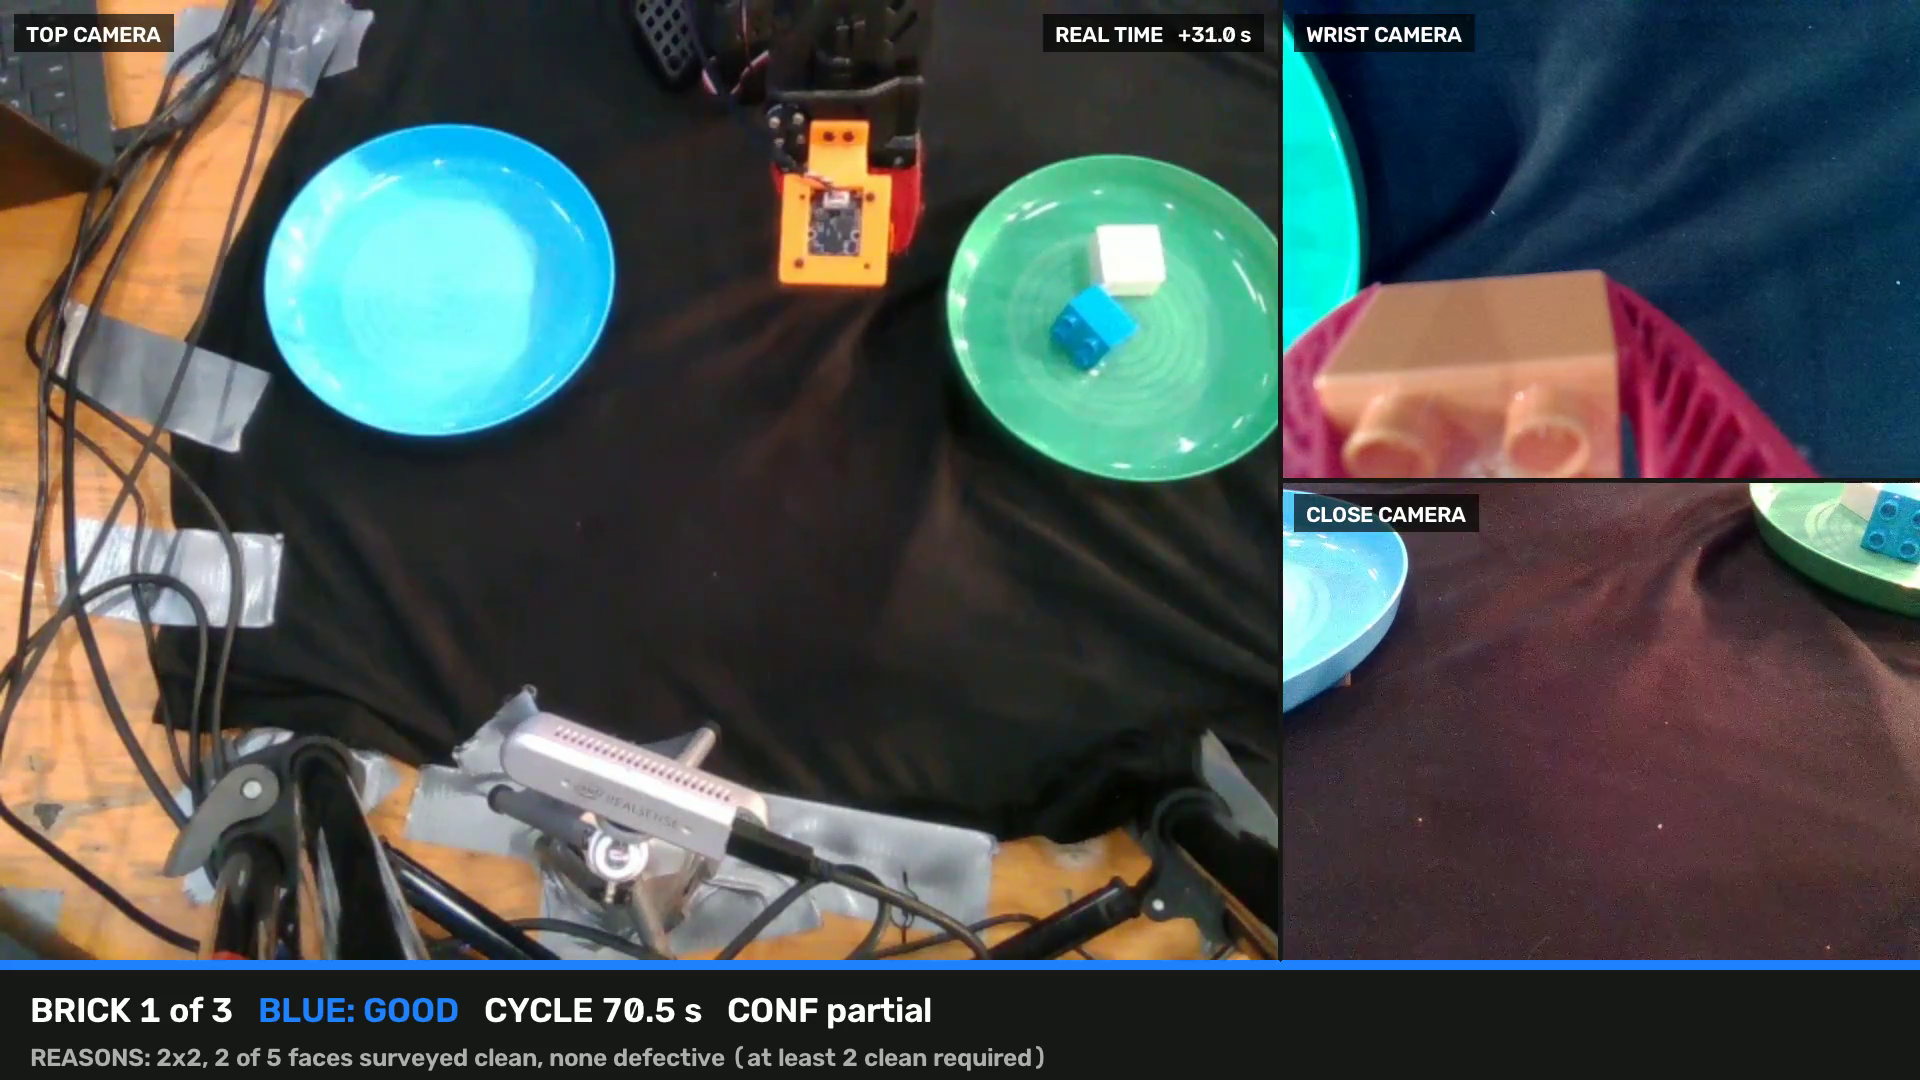 TOP CAMERA
REAL TIME +31.0 s
WRIST CAMERA
CLOSE CAMERA
REALSENSE
BRICK 1 of 3 BLUE: GOOD CYCLE 70.5 s CONF partial
REASONS: 2x2, 2 of 5 faces surveyed clean, none defective (at least 2 clean required)